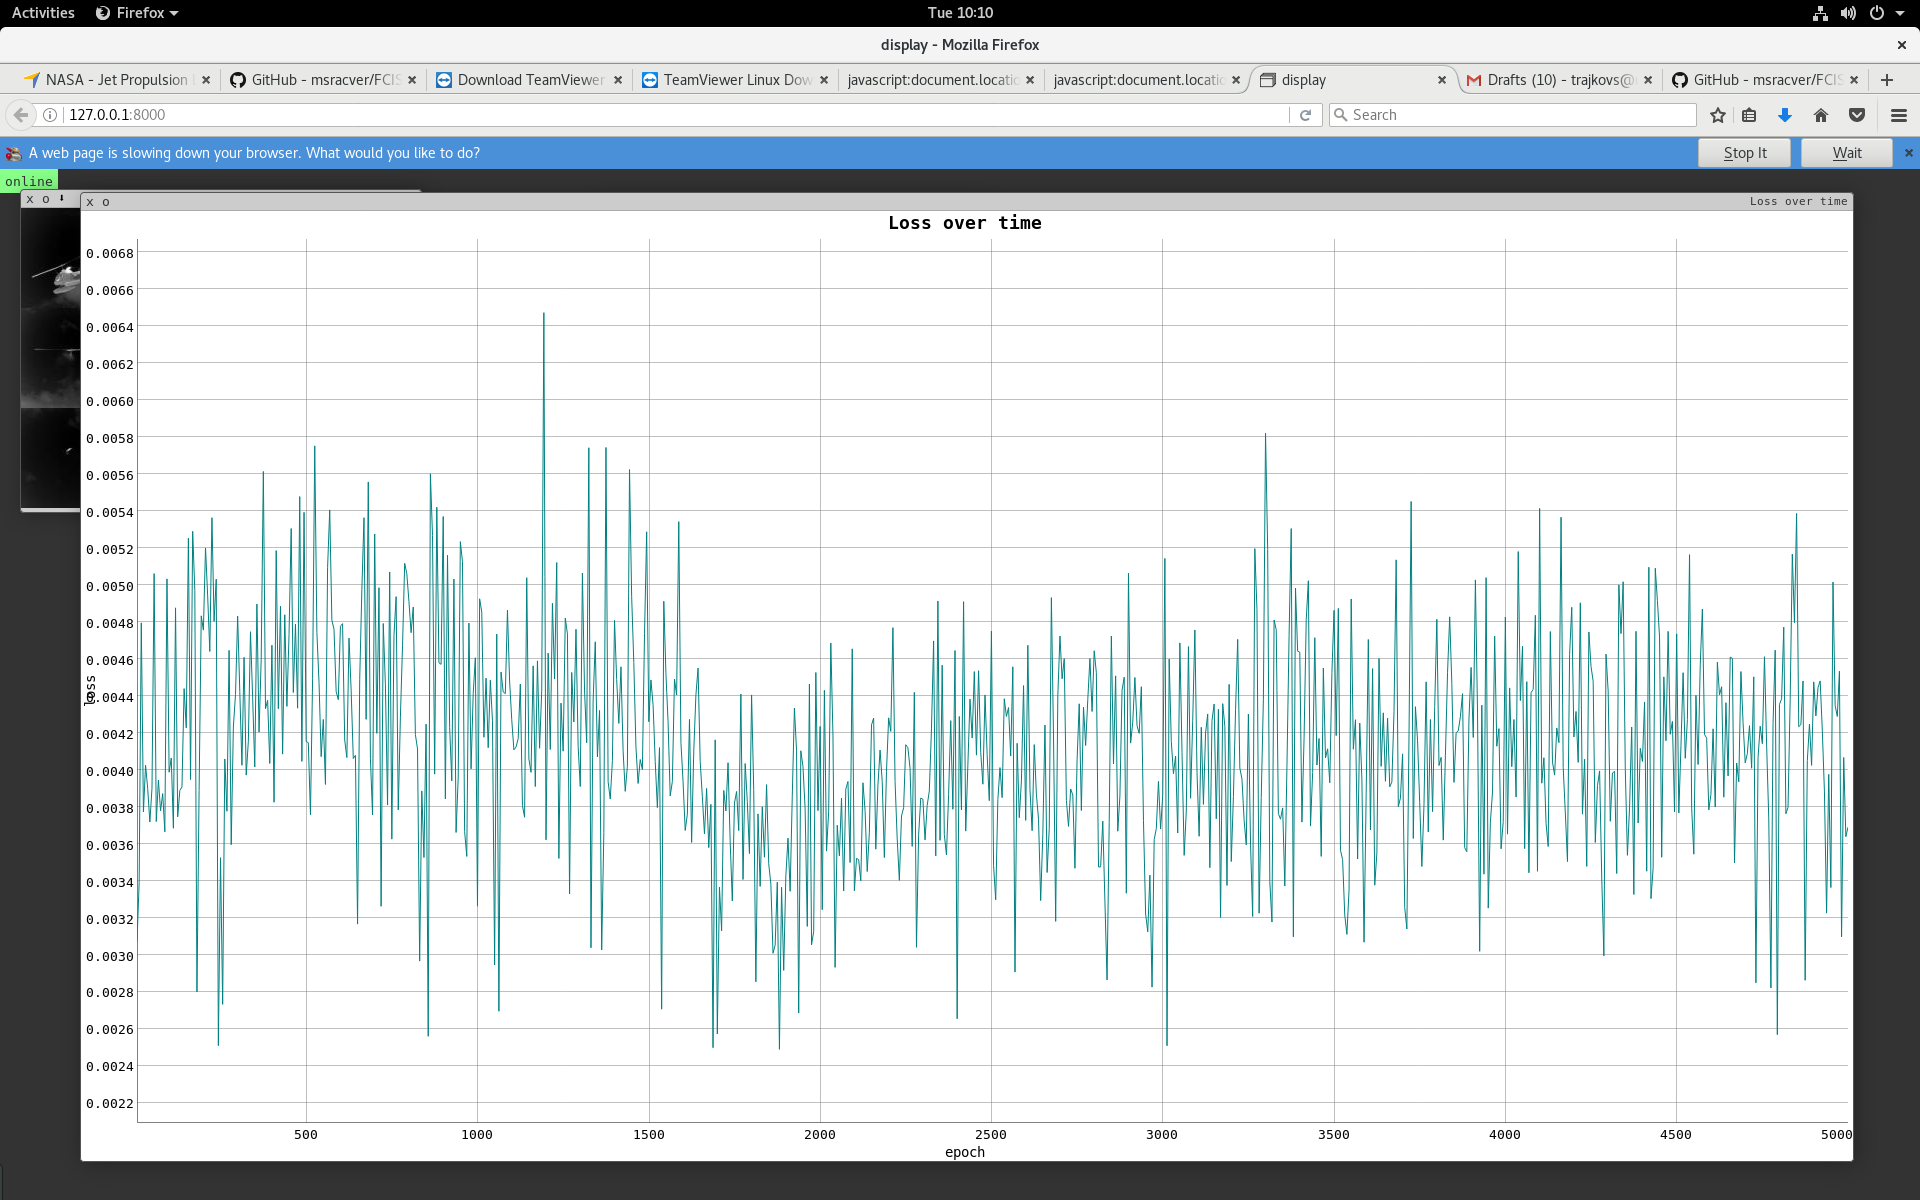 Activities Firefox Tue 10:10
display - Mozilla Firefox
NASA - Jet Propulsion GitHub - msracver/FCIS Download TeamViewer TeamViewer Linux Dow javascript:document.locatio javascript:document.locatio display Drafts (10) - trajkovs@ GitHub - msracver/FCIS
127.0.0.1:8000 Search
A web page is slowing down your browser. What would you like to do? Stop It Wait
online
x o
x o Loss over time
Loss over time
0.0068
0.0066
0.0064
0.0062
0.0060
0.0058
0.0056
0.0054
0.0052
0.0050
0.0048
0.0046
loss
0.0044
0.0042
0.0040
0.0038
0.0036
0.0034
0.0032
0.0030
0.0028
0.0026
0.0024
0.0022
500 1000 1500 2000 2500 3000 3500 4000 4500 5000
epoch